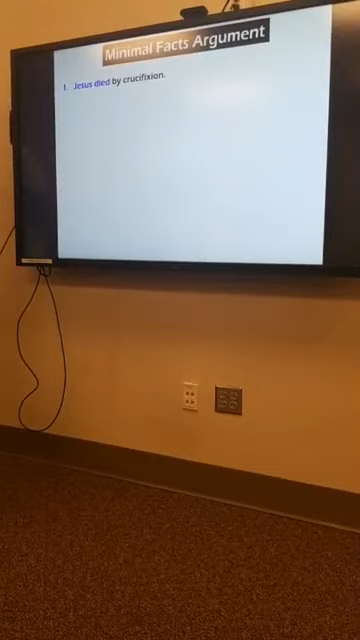 Minimal Facts Argument
1. Jesus died by crucifixion.